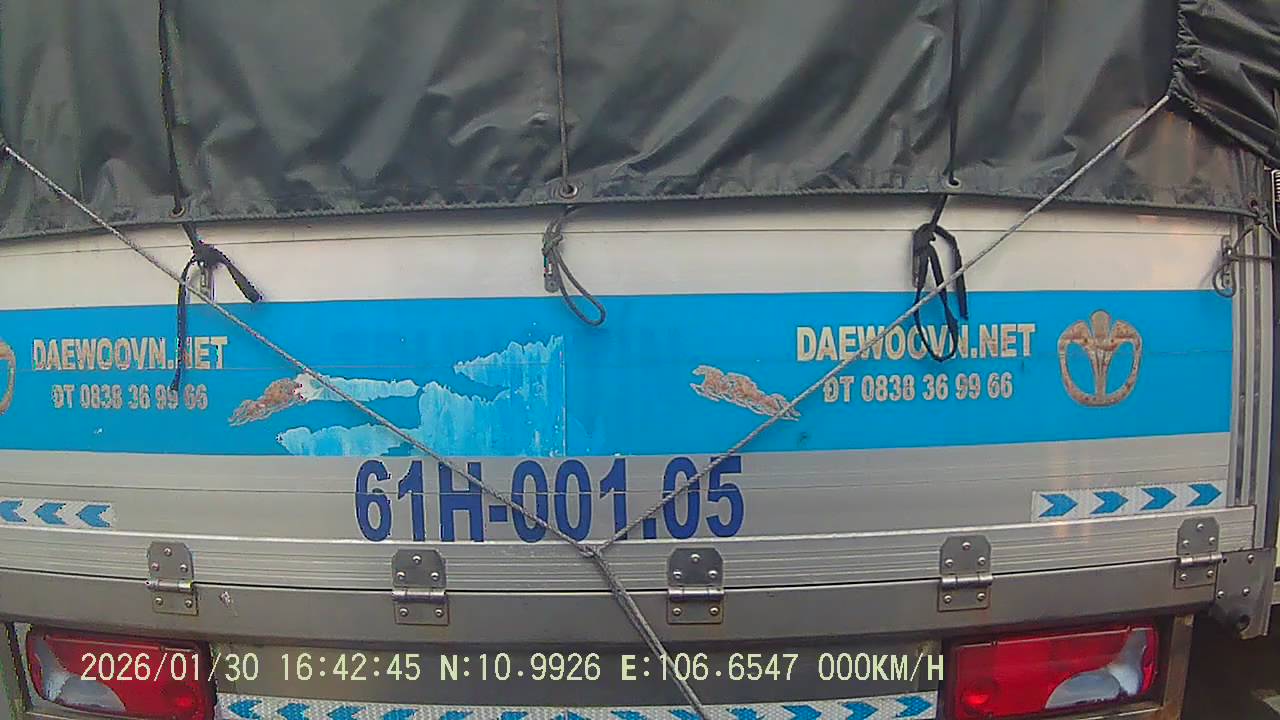 DAEWOOVN.NET
ĐT 0838 36 99 66
DAEWOOVN.NET
ĐT 0838 36 99 66
61H-001.05
2026/01/30 16:42:45 N:10.9926 E:106.6547 000KM/H